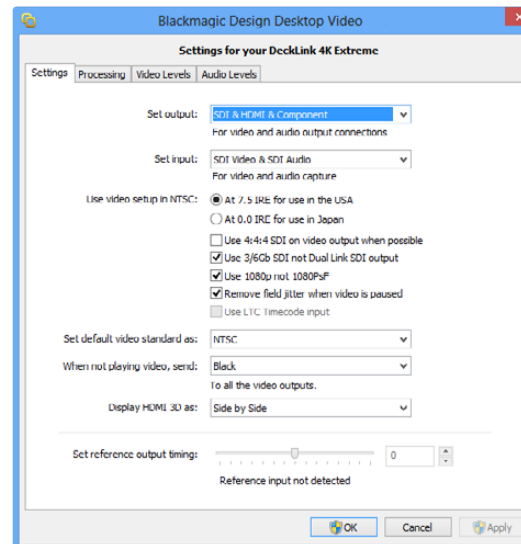 Blackmagic Design Desktop Video
Settings for your DeckLink 4K Extreme
Settings Processing Video Levels Audio Levels
Set output: SDI & HDMI & Component
For video and audio output connections
Set input: SDI Video & SDI Audio
For video and audio capture
Use video setup in NTSC: At 7.5 IRE for use in the USA
At 0.0 IRE for use in Japan
Use 4:4:4 SDI on video output when possible
Use 3/6Gb SDI not Dual Link SDI output
Use 1080p not 1080PsF
Remove field jitter when video is paused
Use LTC Timecode input
Set default video standard as: NTSC
When not playing video, send: Black
To all the video outputs.
Display HDMI 3D as: Side by Side
Set reference output timing: 0
Reference input not detected
OK Cancel Apply